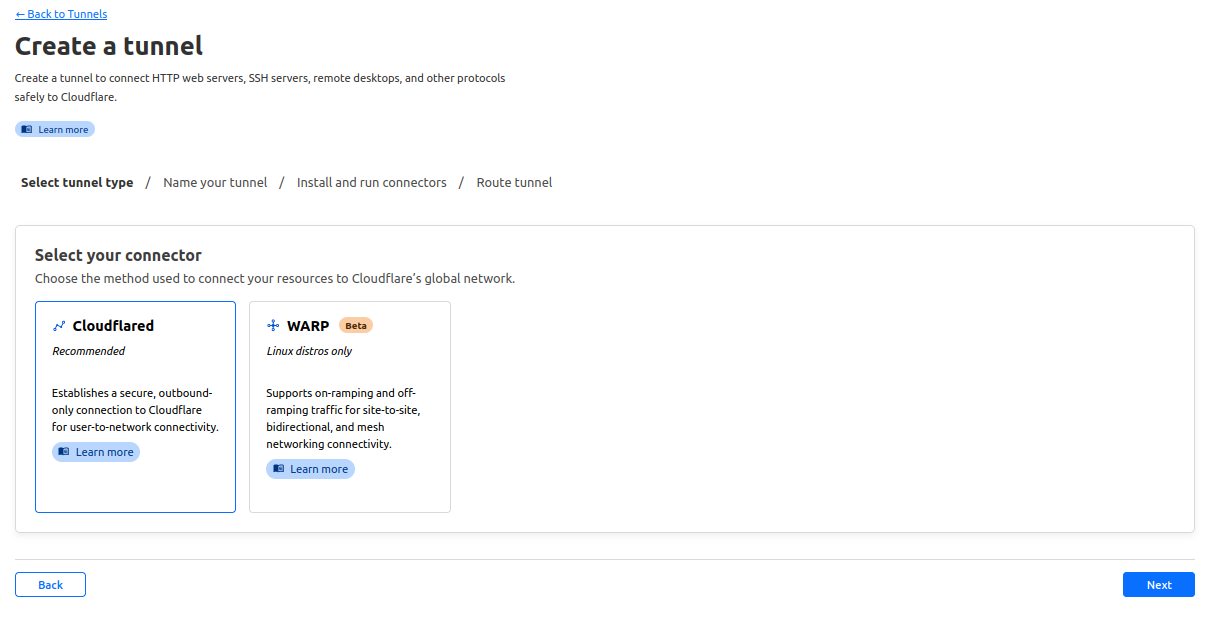 ←Back to Tunnels
Create a tunnel
Create a tunnel to connect HTTP web servers, SSH servers, remote desktops, and other protocols
safely to Cloudflare.
Learn more
Select tunnel type / Name your tunnel / Install and run connectors / Route tunnel
Select your connector
Choose the method used to connect your resources to Cloudflare’s global network.
Cloudflared
Recommended
Establishes a secure, outbound-
only connection to Cloudflare
for user-to-network connectivity.
Learn more
WARP Beta
Linux distros only
Supports on-ramping and off-
ramping traffic for site-to-site,
bidirectional, and mesh
networking connectivity.
Learn more
Back
Next